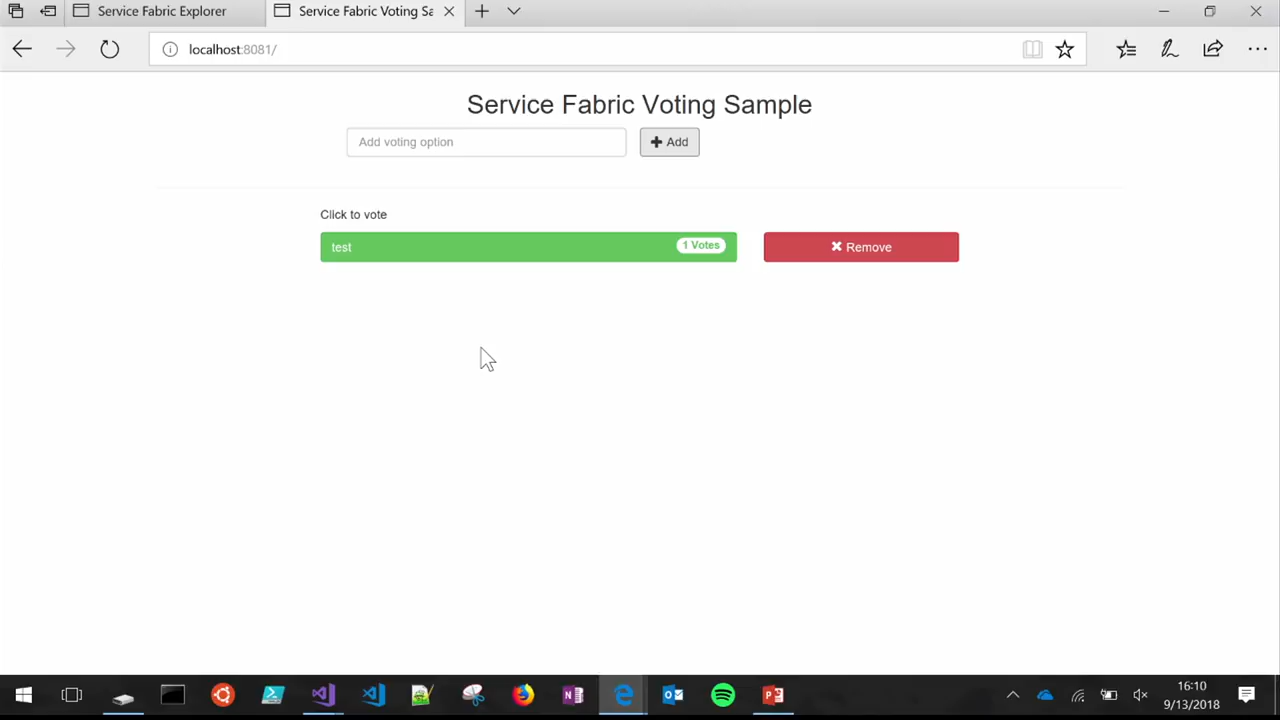 Service Fabric Explorer
Service Fabric Voting Sa
localhost:8081/
Service Fabric Voting Sample
Add voting option
Add
Click to vote
test
1 Votes
Remove
16:10
9/13/2018